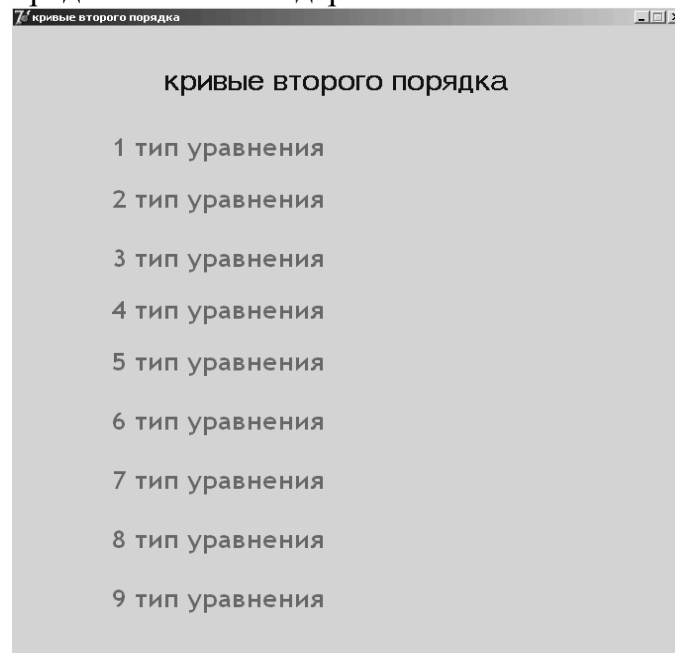 кривые второго порядка
кривые второго порядка
1 тип уравнения
2 тип уравнения
3 тип уравнения
4 тип уравнения
5 тип уравнения
6 тип уравнения
7 тип уравнения
8 тип уравнения
9 тип уравнения